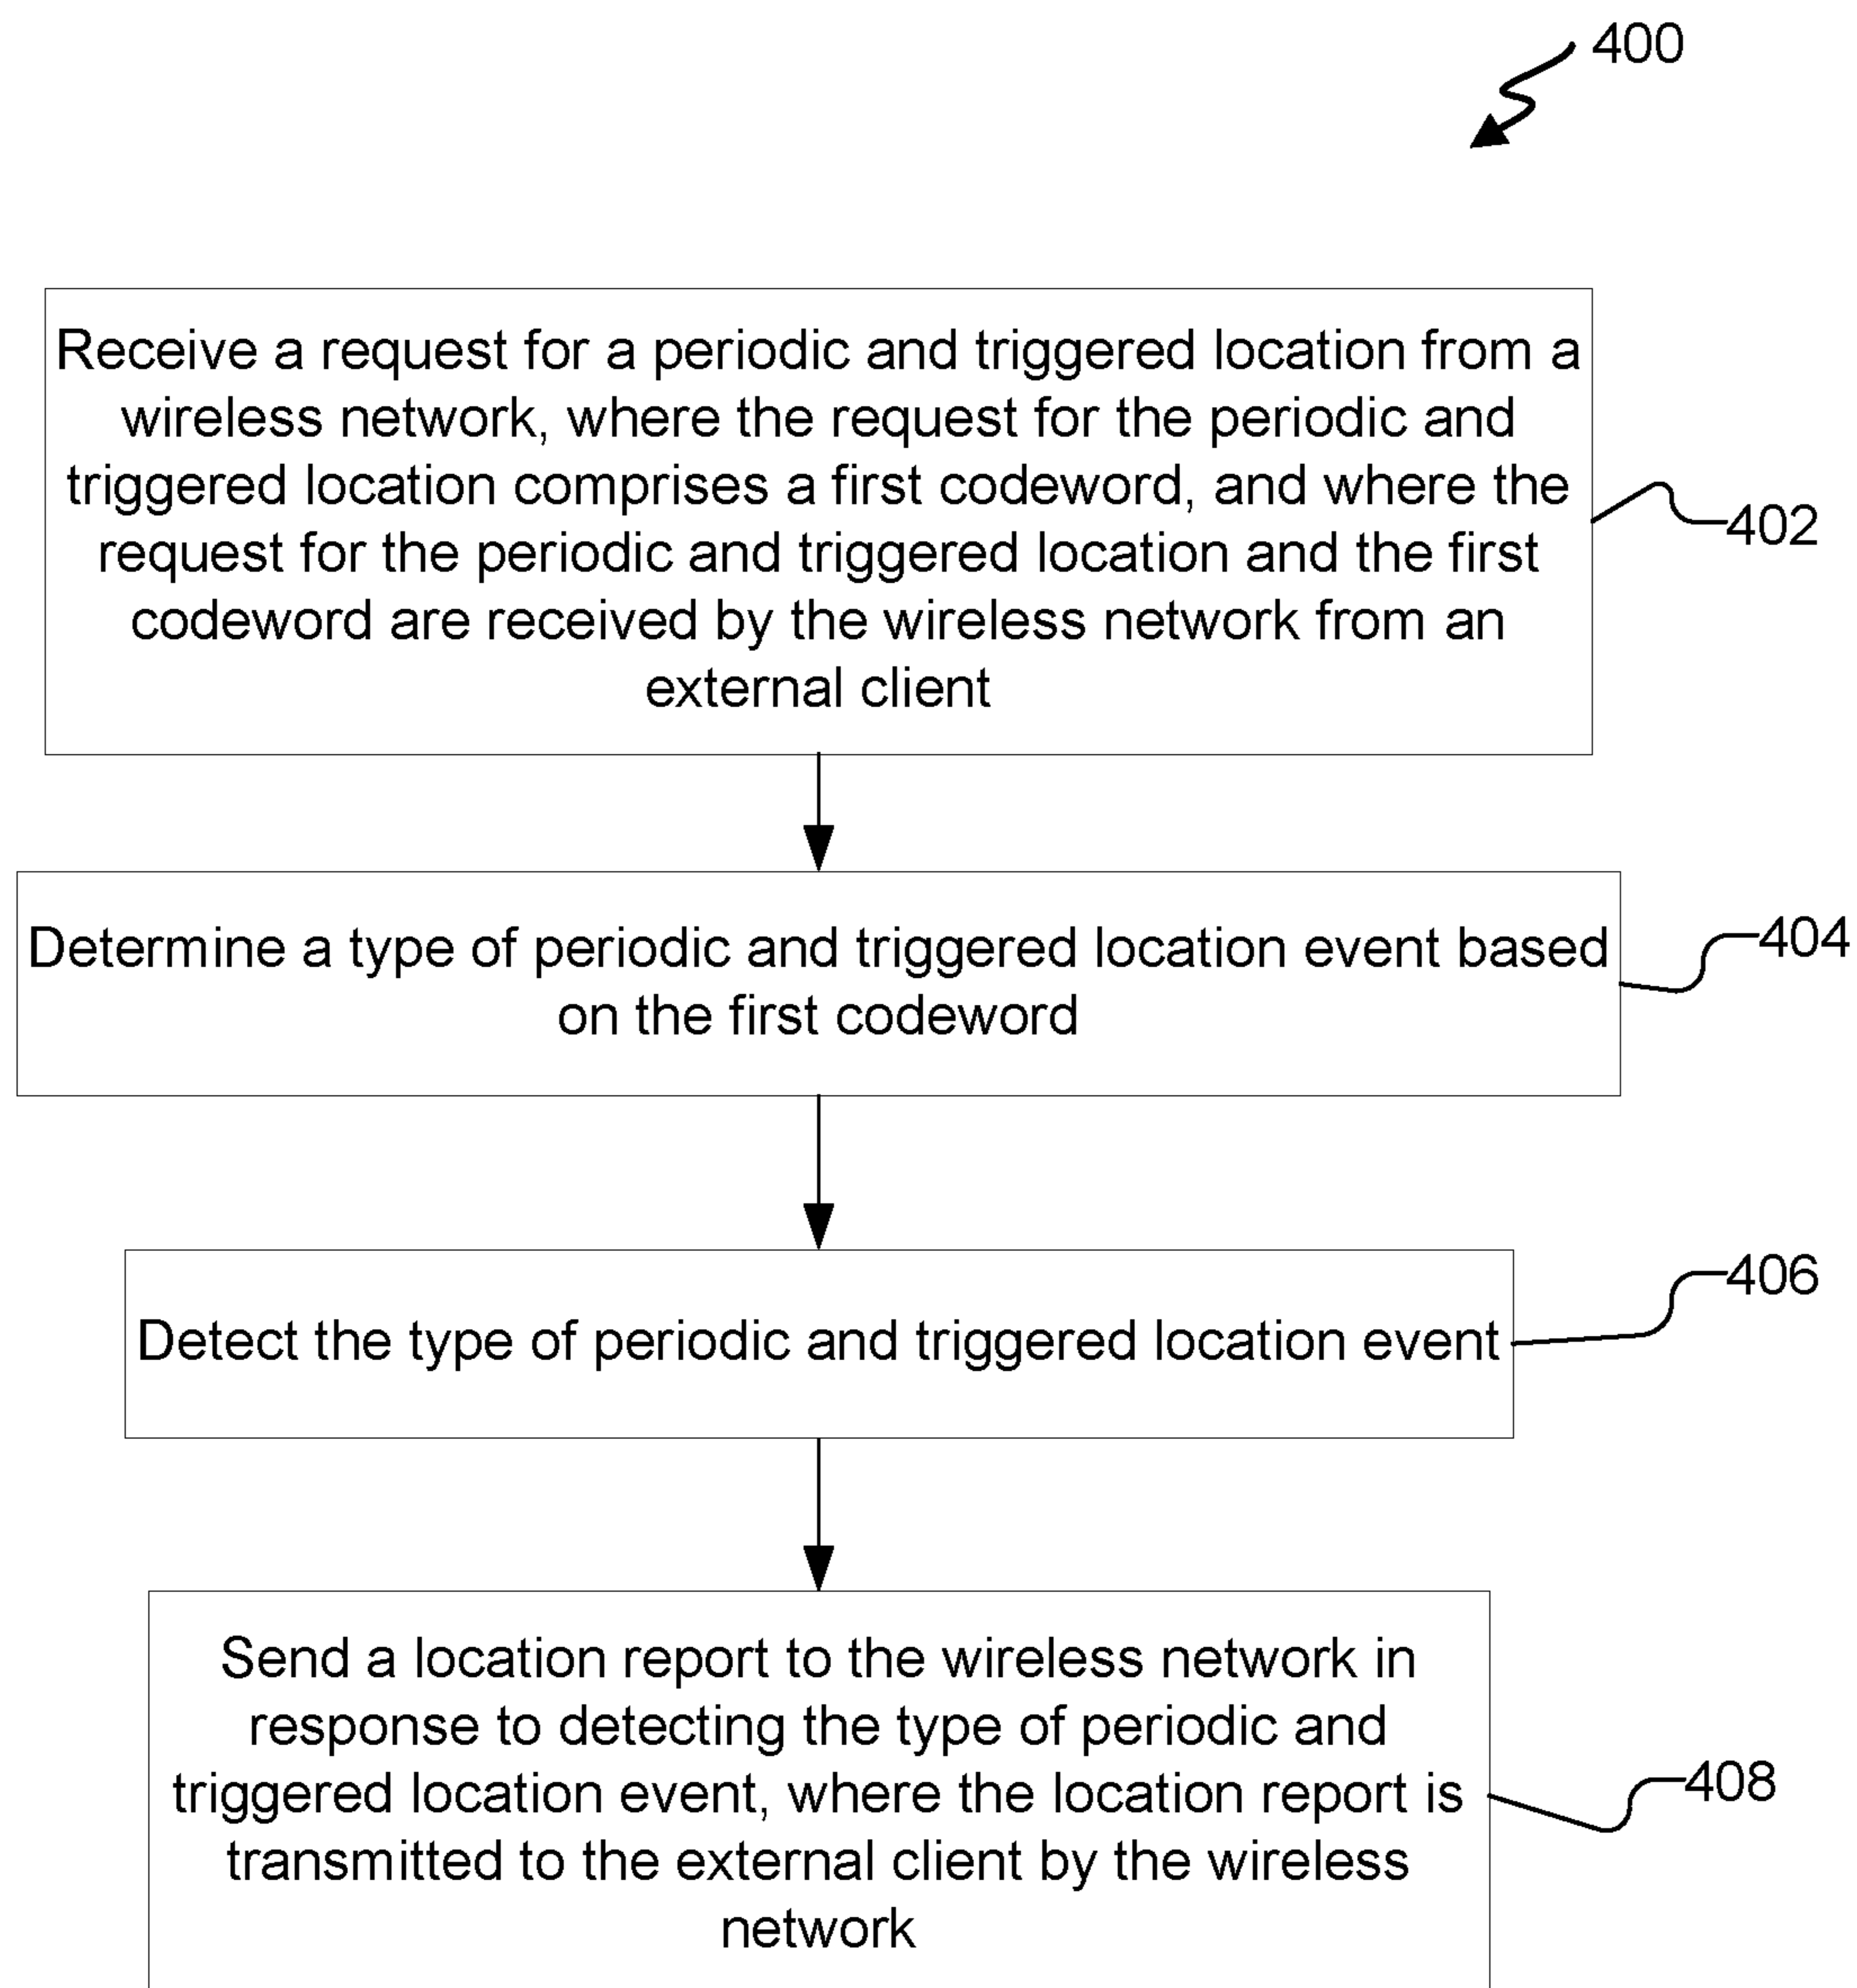 400
Receive a request for a periodic and triggered location from a
wireless network, where the request for the periodic and
triggered location comprises a first codeword, and where the
request for the periodic and triggered location and the first
codeword are received by the wireless network from an
external client
402
Determine a type of periodic and triggered location event based
on the first codeword
404
Detect the type of periodic and triggered location event
406
Send a location report to the wireless network in
response to detecting the type of periodic and
triggered location event, where the location report is
transmitted to the external client by the wireless
network
408